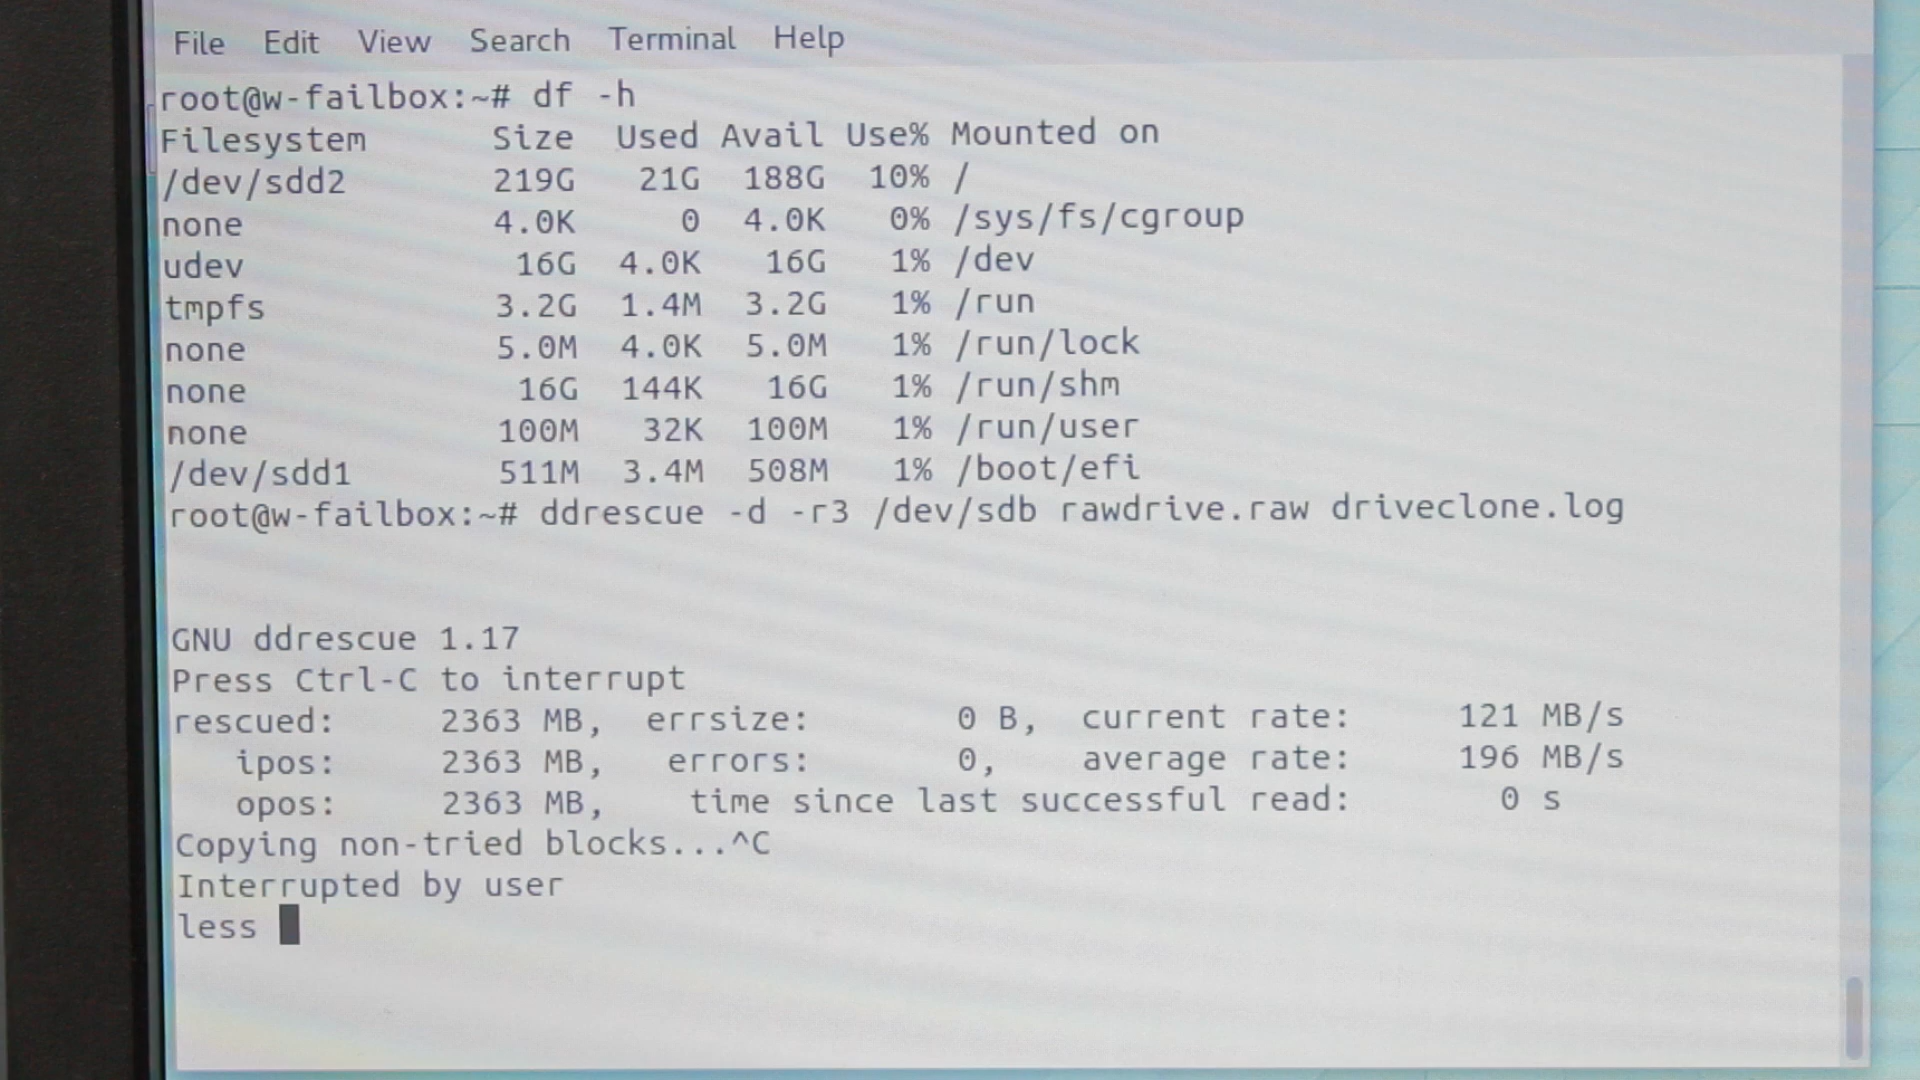 File Edit View Search Terminal Help
root@w-failbox:~# df -h
Filesystem Size Used Avail Use% Mounted on
/dev/sdd2 219G 21G 188G 10% /
none 4.0K 0 4.0K 0% /sys/fs/cgroup
udev 16G 4.0K 16G 1% /dev
tmpfs 3.2G 1.4M 3.2G 1% /run
none 5.0M 4.0K 5.0M 1% /run/lock
none 16G 144K 16G 1% /run/shm
none 100M 32K 100M 1% /run/user
/dev/sdd1 511M 3.4M 508M 1% /boot/efi
root@w-failbox:~# ddrescue -d -r3 /dev/sdb rawdrive.raw driveclone.log
GNU ddrescue 1.17
Press Ctrl-C to interrupt
rescued: 2363 MB, errsize: 0 B, current rate: 121 MB/s
ipos: 2363 MB, errors: 0, average rate: 196 MB/s
opos: 2363 MB, time since last successful read: 0 s
Copying non-tried blocks...^C
Interrupted by user
less